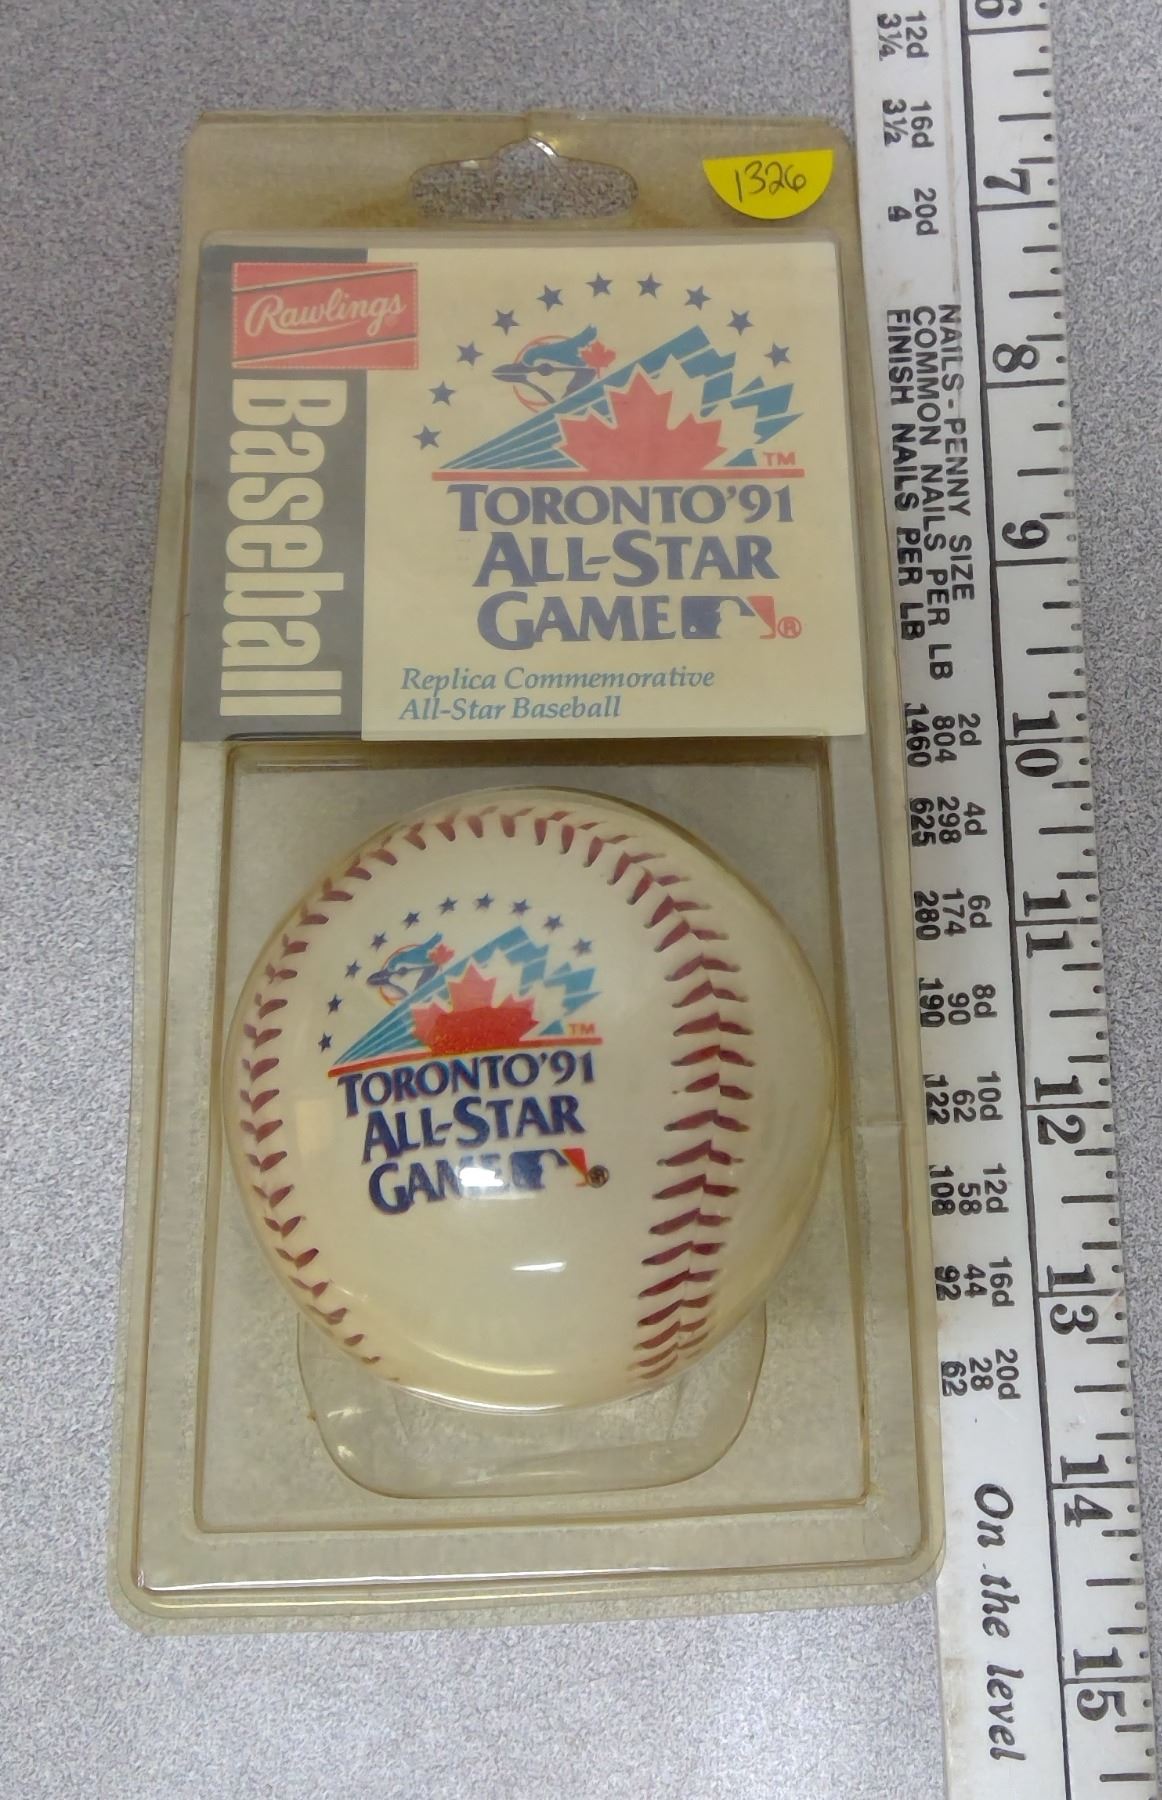 1326
Rawlings
Baseball
TM
TORONTO'91
ALL-STAR
GAME ®
Replica Commemorative
All-Star Baseball
TM
TORONTO'91
ALL-STAR
GAME ®
12d 16d 20d
3¼ 3½ 4
NAILS-PENNY SIZE 2d 4d 6d 8d 10d 12d 16d 20d
COMMON NAILS PER LB 804 298 174 90 62 58 44 28
FINISH NAILS PER LB 1460 625 280 190 122 108 92 62
On the level
6 7 8 9 10 11 12 13 14 15